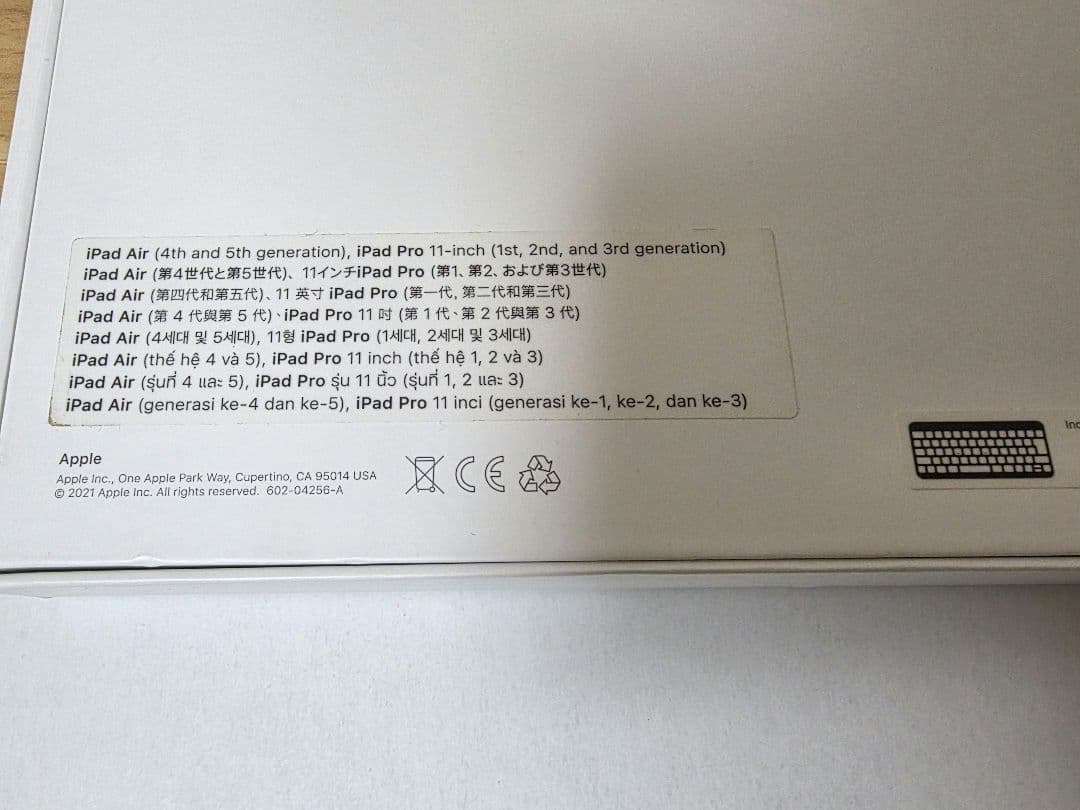 iPad Air (4th and 5th generation), iPad Pro 11-inch (1st, 2nd, and 3rd generation)
iPad Air (第4世代と第5世代)、11インチiPad Pro (第1、第2、および第3世代)
iPad Air (第四代和第五代)、11 英寸 iPad Pro (第一代, 第二代和第三代)
iPad Air (第 4 代與第 5 代)、iPad Pro 11 吋 (第 1 代、第 2 代與第 3 代)
iPad Air (4세대 및 5세대), 11형 iPad Pro (1세대, 2세대 및 3세대)
iPad Air (thế hệ 4 và 5), iPad Pro 11 inch (thế hệ 1, 2 và 3)
iPad Air (รุ่นที่ 4 และ 5), iPad Pro รุ่น 11 นิ้ว (รุ่นที่ 1, 2 และ 3)
iPad Air (generasi ke-4 dan ke-5), iPad Pro 11 inci (generasi ke-1, ke-2, dan ke-3)
Apple
Apple Inc., One Apple Park Way, Cupertino, CA 95014 USA
© 2021 Apple Inc. All rights reserved. 602-04256-A
CE